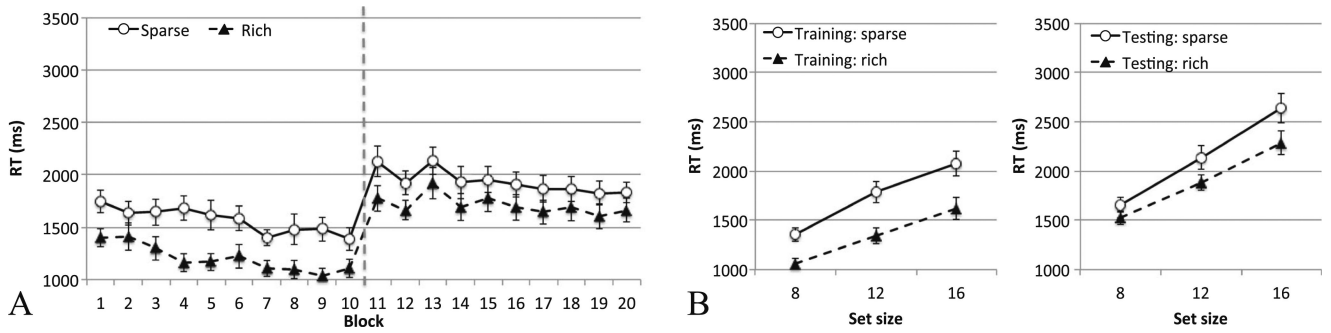 3500
3000
2500
2000
1500
1000
RT (ms)
Sparse Rich
1 2 3 4 5 6 7 8 9 10 11 12 13 14 15 16 17 18 19 20
Block
A
3500
3000
2500
2000
1500
1000
RT (ms)
Training: sparse
Training: rich
8 12 16
Set size
B
3500
3000
2500
2000
1500
1000
RT (ms)
Testing: sparse
Testing: rich
8 12 16
Set size